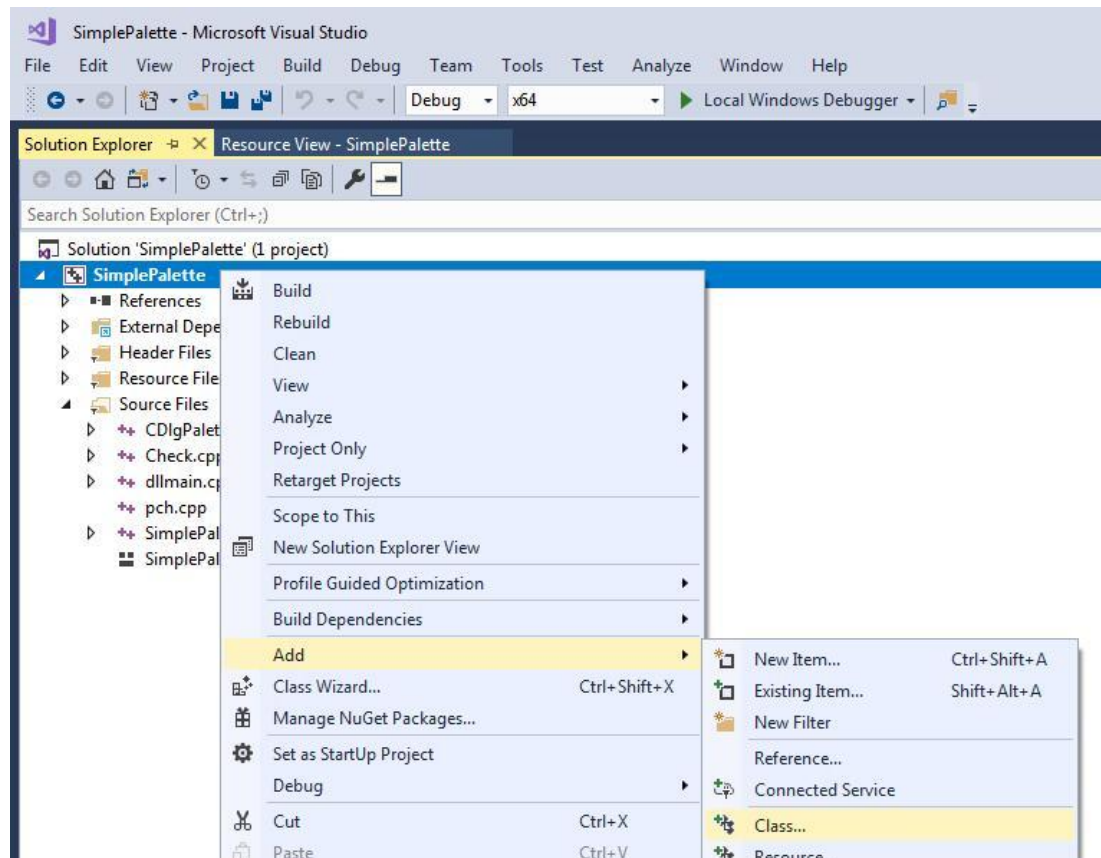 SimplePalette - Microsoft Visual Studio
File Edit View Project Build Debug Team Tools Test Analyze Window Help
Debug x64 Local Windows Debugger
Solution Explorer Resource View - SimplePalette
Search Solution Explorer (Ctrl+;)
Solution 'SimplePalette' (1 project)
SimplePalette
References
External Depe
Header Files
Resource File
Source Files
CDlgPalet
Check.cpp
dllmain.cp
pch.cpp
SimplePal
SimplePal
Build
Rebuild
Clean
View
Analyze
Project Only
Retarget Projects
Scope to This
New Solution Explorer View
Profile Guided Optimization
Build Dependencies
Add
Class Wizard... Ctrl+Shift+X
Manage NuGet Packages...
Set as StartUp Project
Debug
Cut Ctrl+X
Paste Ctrl+V
New Item... Ctrl+Shift+A
Existing Item... Shift+Alt+A
New Filter
Reference...
Connected Service
Class...
Resource